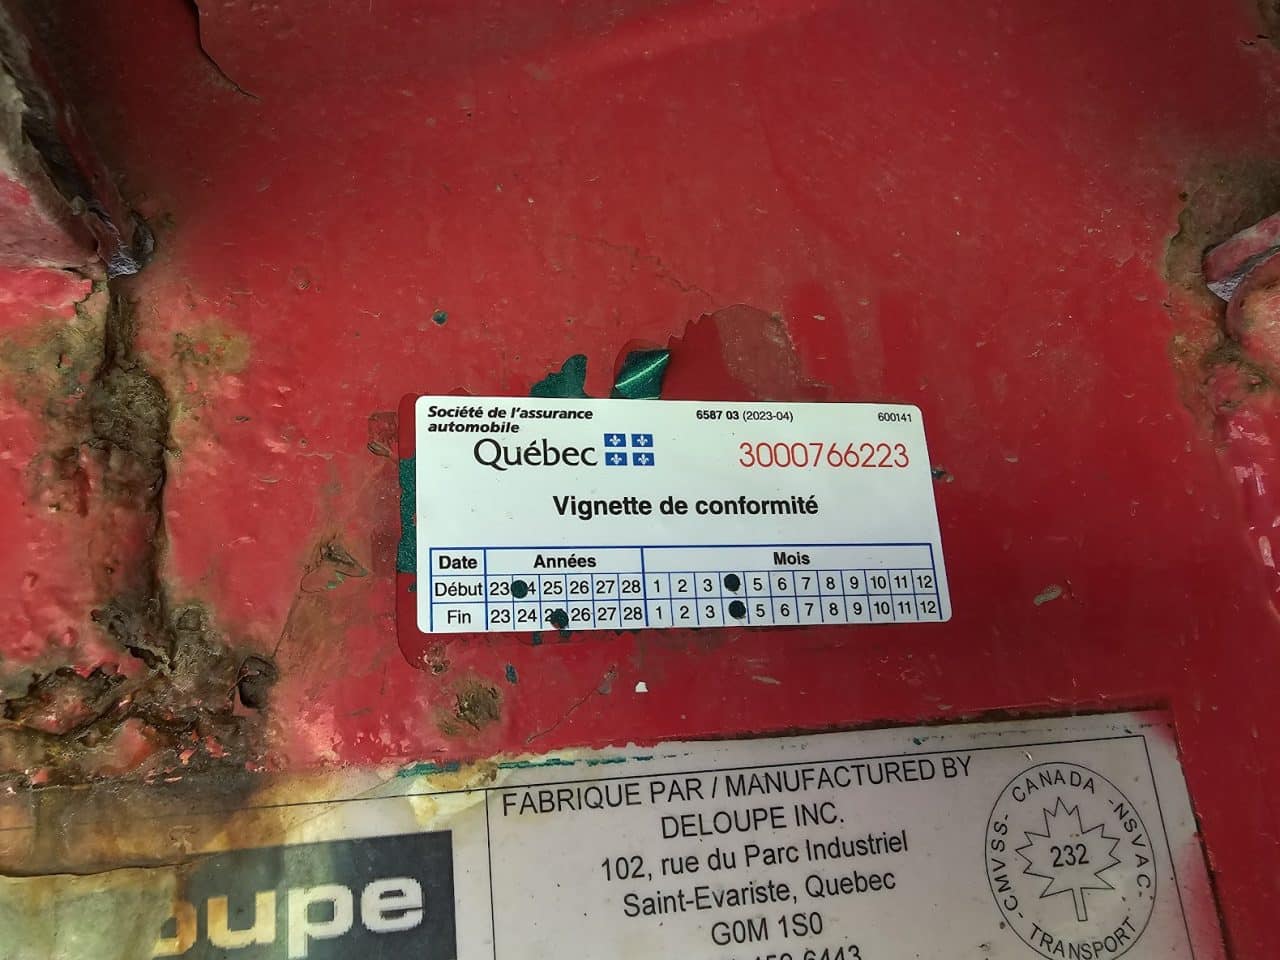 Société de l'assurance
automobile
Québec
6587 03 (2023-04)
600141
3000766223
Vignette de conformité
Date Années Mois
Début 23 4 25 26 27 28 1 2 3 5 6 7 8 9 10 11 12
Fin 23 24 2 26 27 28 1 2 3 5 6 7 8 9 10 11 12
FABRIQUE PAR / MANUFACTURED BY
DELOUPE INC.
102, rue du Parc Industriel
Saint-Evariste, Quebec
G0M 1S0
oupe
CANADA
-CMVSS-
-NSVAC-
232
TRANSPORT